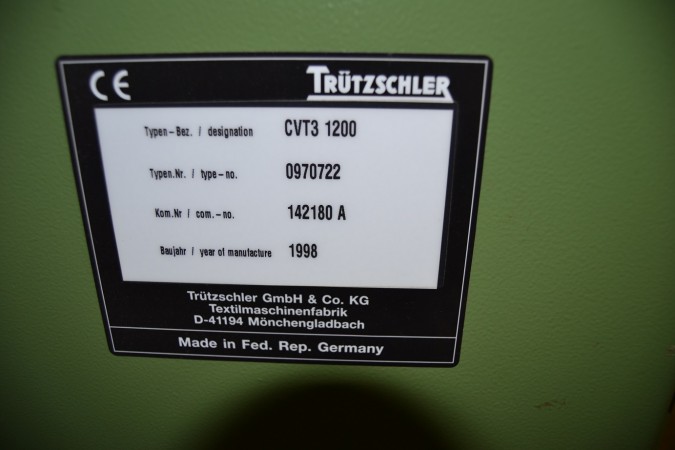 CE TRÜTZSCHLER
Typen-Bez. / designation CVT3 1200
Typen.Nr. / type-no. 0970722
Kom.Nr / com.-no. 142180 A
Baujahr / year of manufacture 1998
Trützschler GmbH & Co. KG
Textilmaschinenfabrik
D-41194 Mönchengladbach
Made in Fed. Rep. Germany